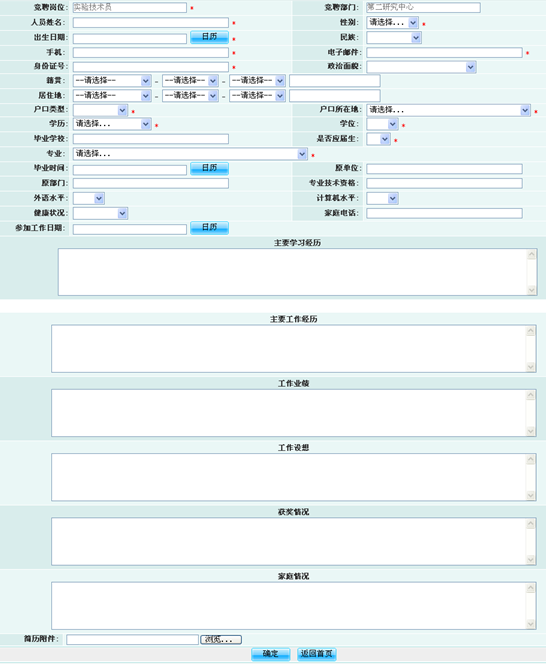 竞聘岗位: 实验技术员 * 竞聘部门: 第二研究中心
人员姓名: * 性别: 请选择... *
出生日期: 日历 * 民族:
手机: * 电子邮件: *
身份证号: * 政治面貌:
籍贯: --请选择-- - --请选择-- - --请选择--
居住地: --请选择-- - --请选择-- - --请选择--
户口类型: * 户口所在地: 请选择... *
学历: 请选择... * 学位: *
毕业学校: 是否应届生: *
专业: 请选择... *
毕业时间: 日历 原单位:
原部门: 专业技术资格:
外语水平: 计算机水平:
健康状况: 家庭电话:
参加工作日期: 日历
主要学习经历
主要工作经历
工作业绩
工作设想
获奖情况
家庭情况
简历附件: 浏览...
确定 返回首页